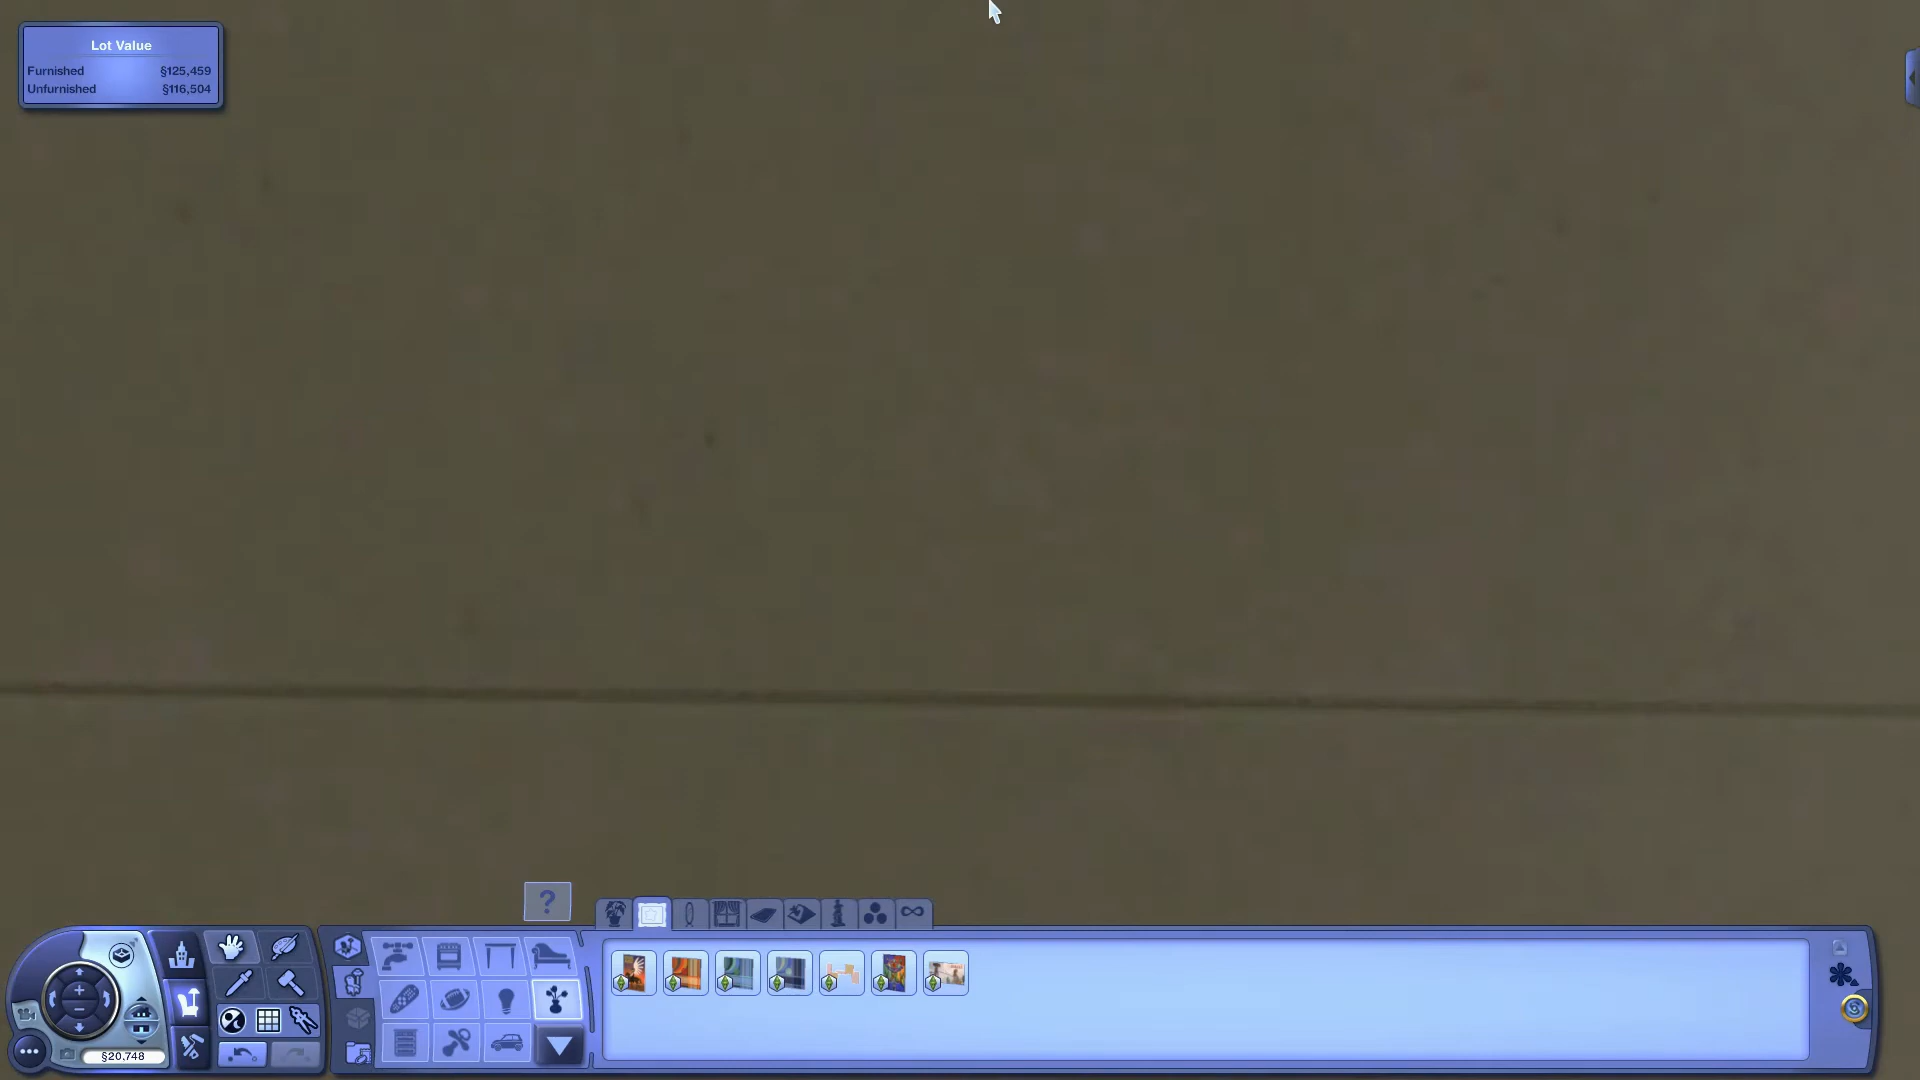 Lot Value
Furnished §125,459
Unfurnished §116,504
?
§20,748